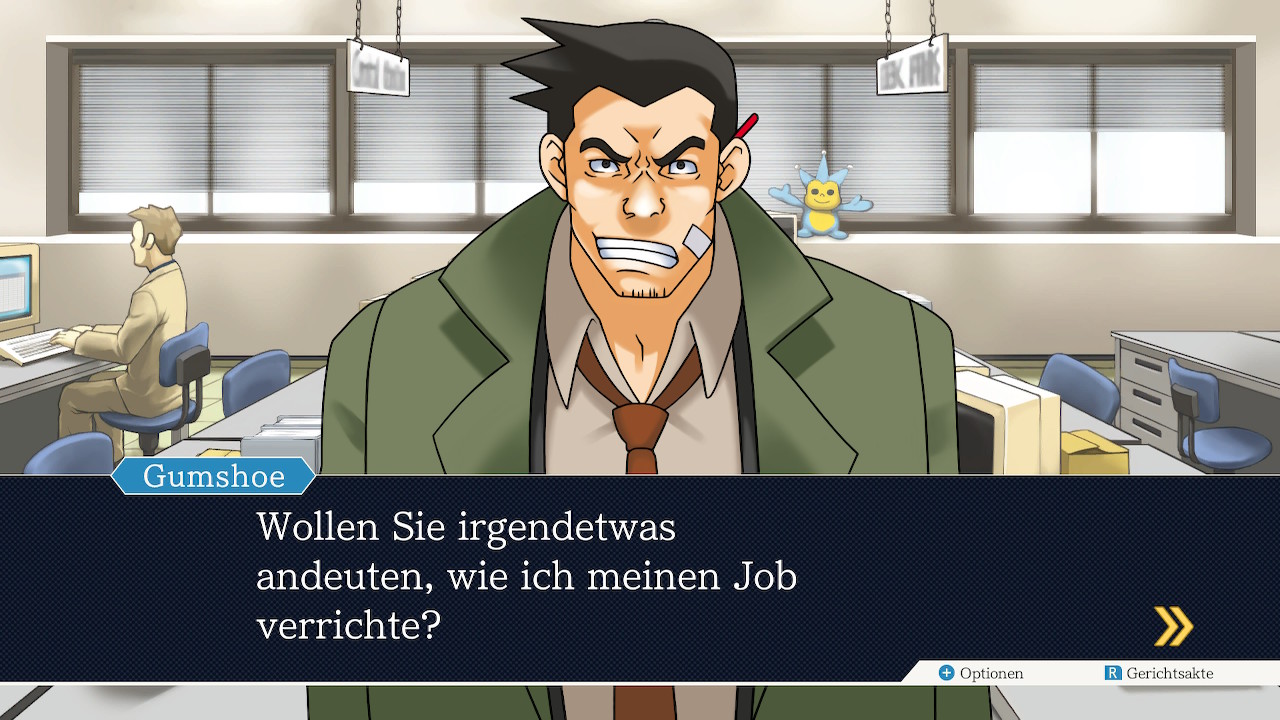 Gumshoe
Wollen Sie irgendetwas
andeuten, wie ich meinen Job
verrichte?
+ Optionen
R Gerichtsakte